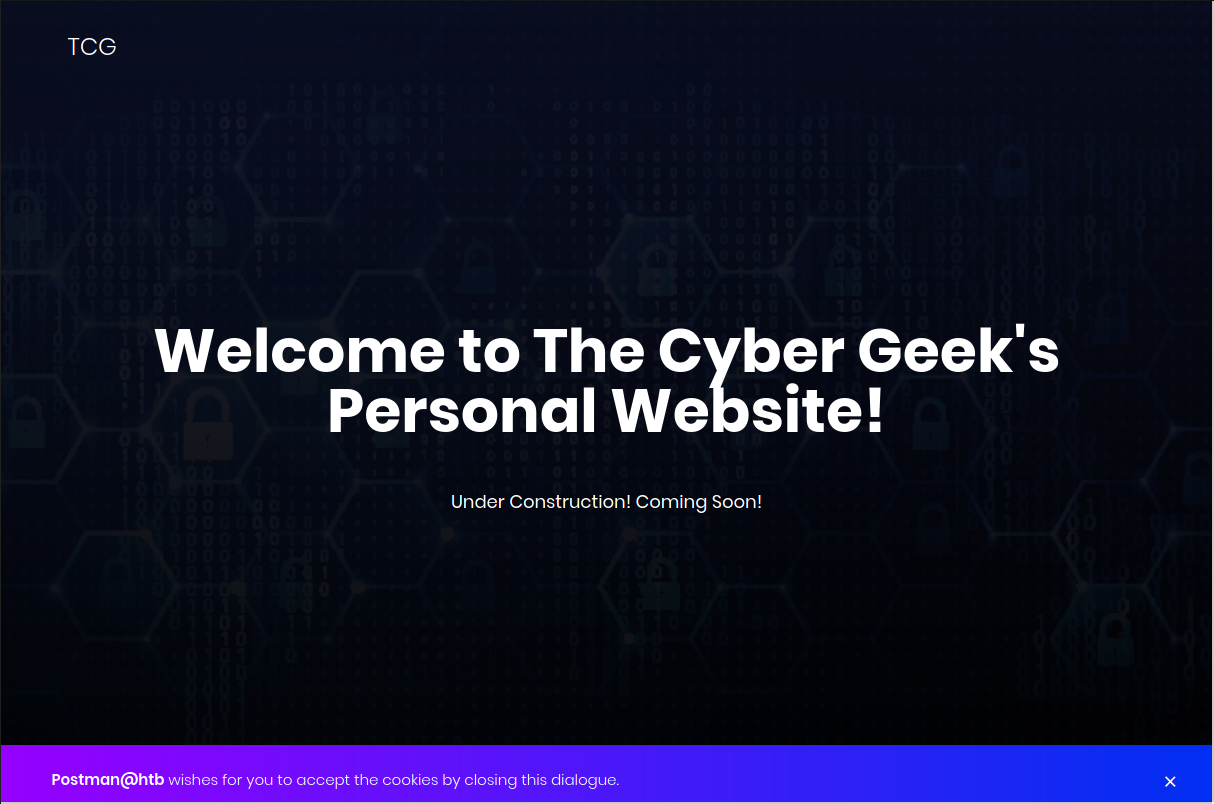 TCG
Welcome to The Cyber Geek's
Personal Website!
Under Construction! Coming Soon!
Postman@htb wishes for you to accept the cookies by closing this dialogue.
×